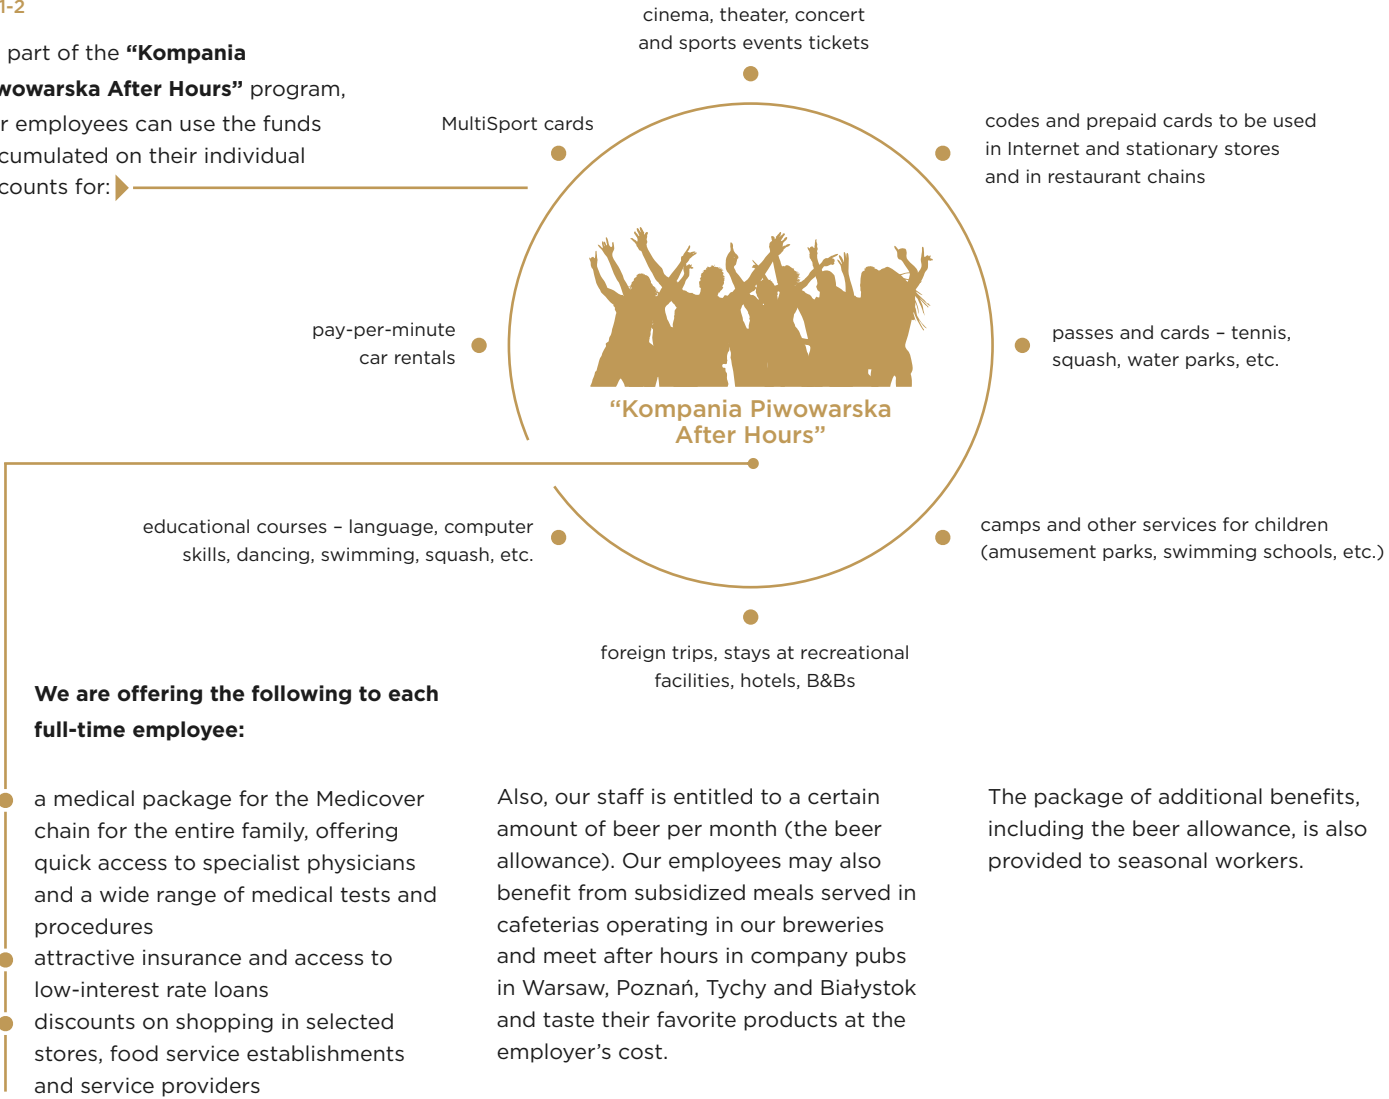 1-2
part of the “Kompania
wowarska After Hours” program,
r employees can use the funds
cumulated on their individual
counts for:
cinema, theater, concert
and sports events tickets
MultiSport cards
codes and prepaid cards to be used
in Internet and stationary stores
and in restaurant chains
pay-per-minute
car rentals
passes and cards – tennis,
squash, water parks, etc.
“Kompania Piwowarska
After Hours”
educational courses – language, computer
skills, dancing, swimming, squash, etc.
camps and other services for children
(amusement parks, swimming schools, etc.)
foreign trips, stays at recreational
facilities, hotels, B&Bs
We are offering the following to each
full-time employee:
a medical package for the Medicover
chain for the entire family, offering
quick access to specialist physicians
and a wide range of medical tests and
procedures
attractive insurance and access to
low-interest rate loans
discounts on shopping in selected
stores, food service establishments
and service providers
Also, our staff is entitled to a certain
amount of beer per month (the beer
allowance). Our employees may also
benefit from subsidized meals served in
cafeterias operating in our breweries
and meet after hours in company pubs
in Warsaw, Poznań, Tychy and Białystok
and taste their favorite products at the
employer’s cost.
The package of additional benefits,
including the beer allowance, is also
provided to seasonal workers.